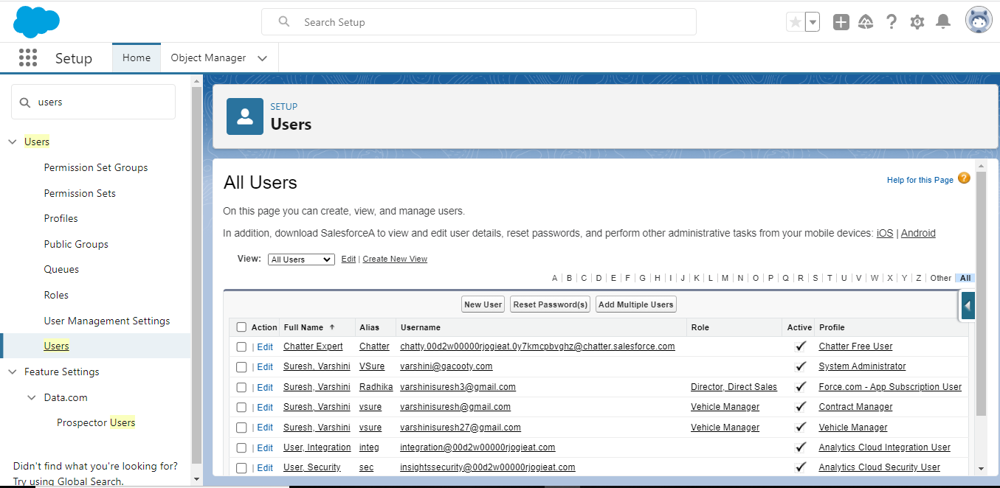 Search Setup
Setup
Home
Object Manager
users
Users
Permission Set Groups
Permission Sets
Profiles
Public Groups
Queues
Roles
User Management Settings
Users
Feature Settings
Data.com
Prospector Users
Didn't find what you're looking for?
Try using Global Search.
SETUP
Users
All Users
Help for this Page ?
On this page you can create, view, and manage users.
In addition, download SalesforceA to view and edit user details, reset passwords, and perform other administrative tasks from your mobile devices: iOS | Android
View: All Users Edit | Create New View
A B C D E F G H I J K L M N O P Q R S T U V W X Y Z Other All
New User Reset Password(s) Add Multiple Users
Action Full Name ↑ Alias Username Role Active Profile
| Edit Chatter Expert Chatter chatty.00d2w00000rjogieat.0y7kmcpbvghz@chatter.salesforce.com ✓ Chatter Free User
| Edit Suresh, Varshini VSure varshini@gacooty.com ✓ System Administrator
| Edit Suresh, Varshini Radhika varshinisuresh3@gmail.com Director, Direct Sales ✓ Force.com - App Subscription User
| Edit Suresh, Varshini vsure varshinisuresh@gmail.com Vehicle Manager ✓ Contract Manager
| Edit Suresh, Varshini vsure varshinisuresh27@gmail.com Vehicle Manager ✓ Vehicle Manager
| Edit User, Integration integ integration@00d2w00000rjogieat.com ✓ Analytics Cloud Integration User
| Edit User, Security sec insightssecurity@00d2w00000rjogieat.com ✓ Analytics Cloud Security User